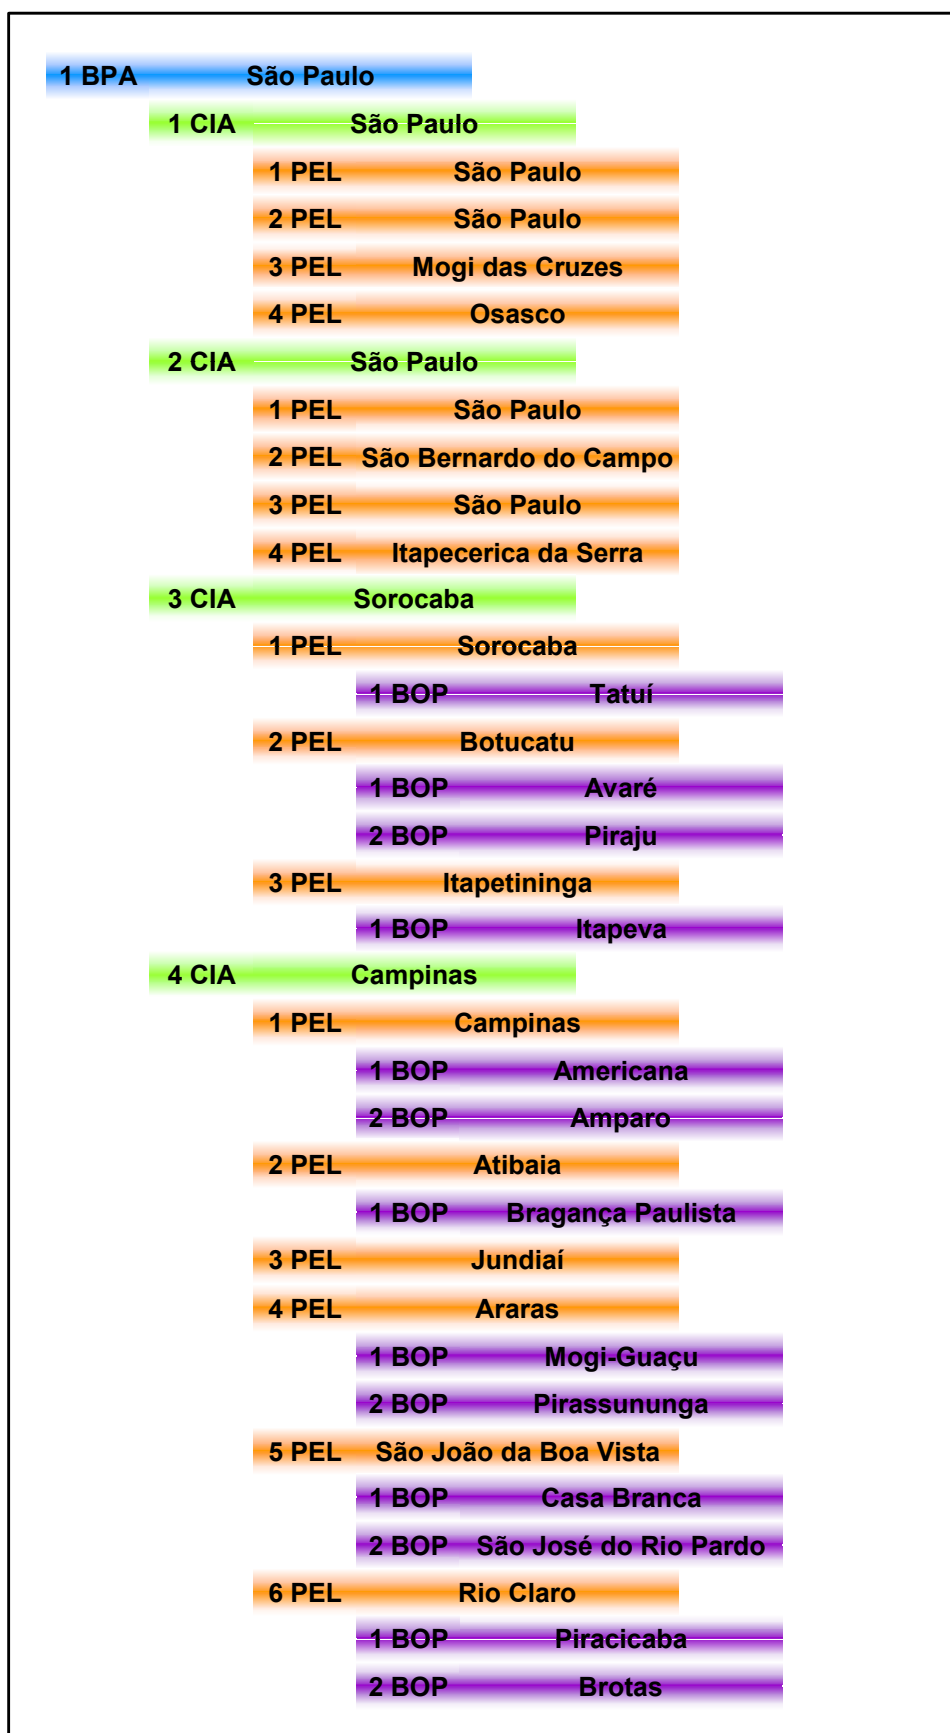 1 BPA São Paulo
1 CIA São Paulo
1 PEL São Paulo
2 PEL São Paulo
3 PEL Mogi das Cruzes
4 PEL Osasco
2 CIA São Paulo
1 PEL São Paulo
2 PEL São Bernardo do Campo
3 PEL São Paulo
4 PEL Itapecerica da Serra
3 CIA Sorocaba
1 PEL Sorocaba
1 BOP Tatuí
2 PEL Botucatu
1 BOP Avaré
2 BOP Piraju
3 PEL Itapetininga
1 BOP Itapeva
4 CIA Campinas
1 PEL Campinas
1 BOP Americana
2 BOP Amparo
2 PEL Atibaia
1 BOP Bragança Paulista
3 PEL Jundiaí
4 PEL Araras
1 BOP Mogi-Guaçu
2 BOP Pirassununga
5 PEL São João da Boa Vista
1 BOP Casa Branca
2 BOP São José do Rio Pardo
6 PEL Rio Claro
1 BOP Piracicaba
2 BOP Brotas